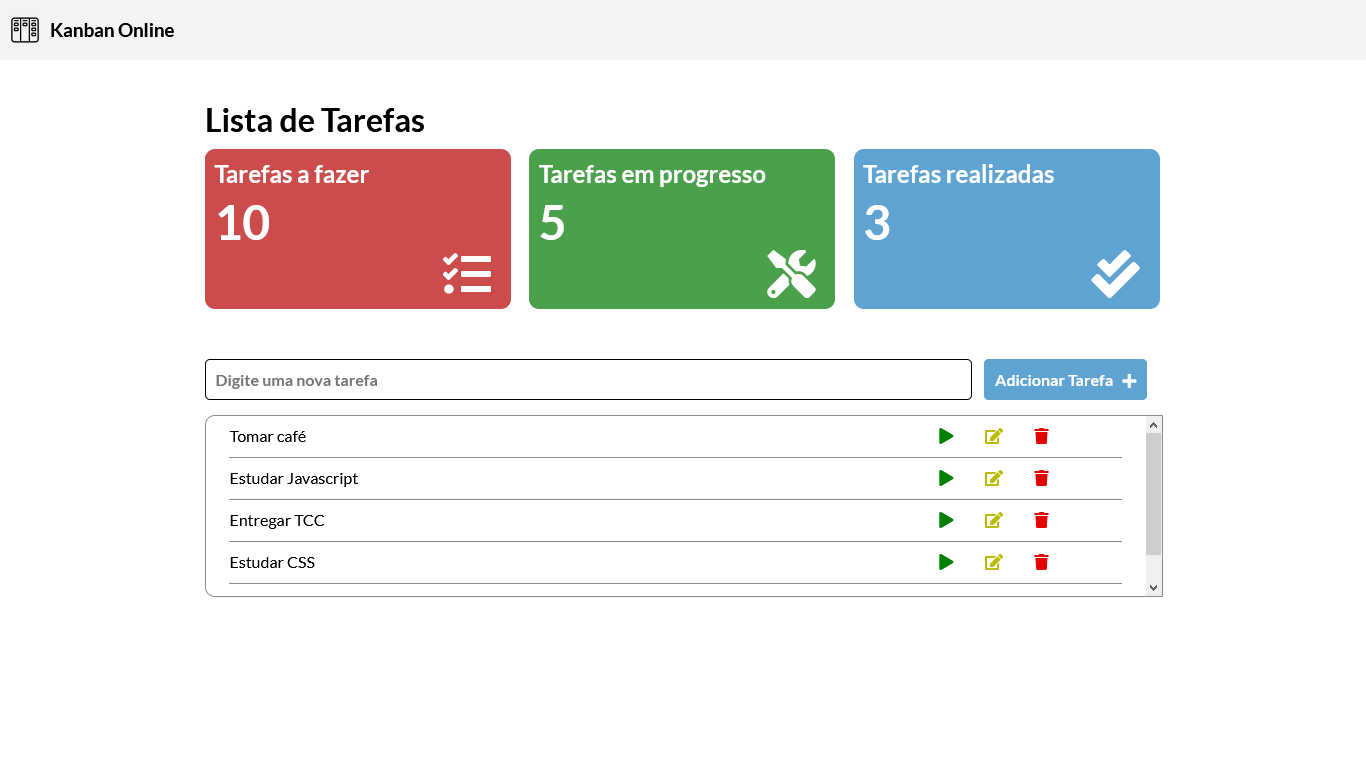 Kanban Online
Lista de Tarefas
Tarefas a fazer
10
Tarefas em progresso
5
Tarefas realizadas
3
Digite uma nova tarefa
Adicionar Tarefa
Tomar café
Estudar Javascript
Entregar TCC
Estudar CSS